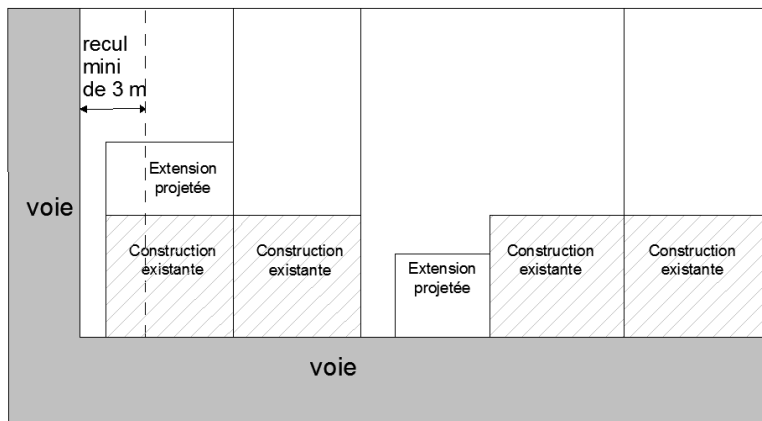 recul
mini
de 3 m
Extension
projetée
voie
Construction
existante
Construction
existante
Extension
projetée
Construction
existante
Construction
existante
voie